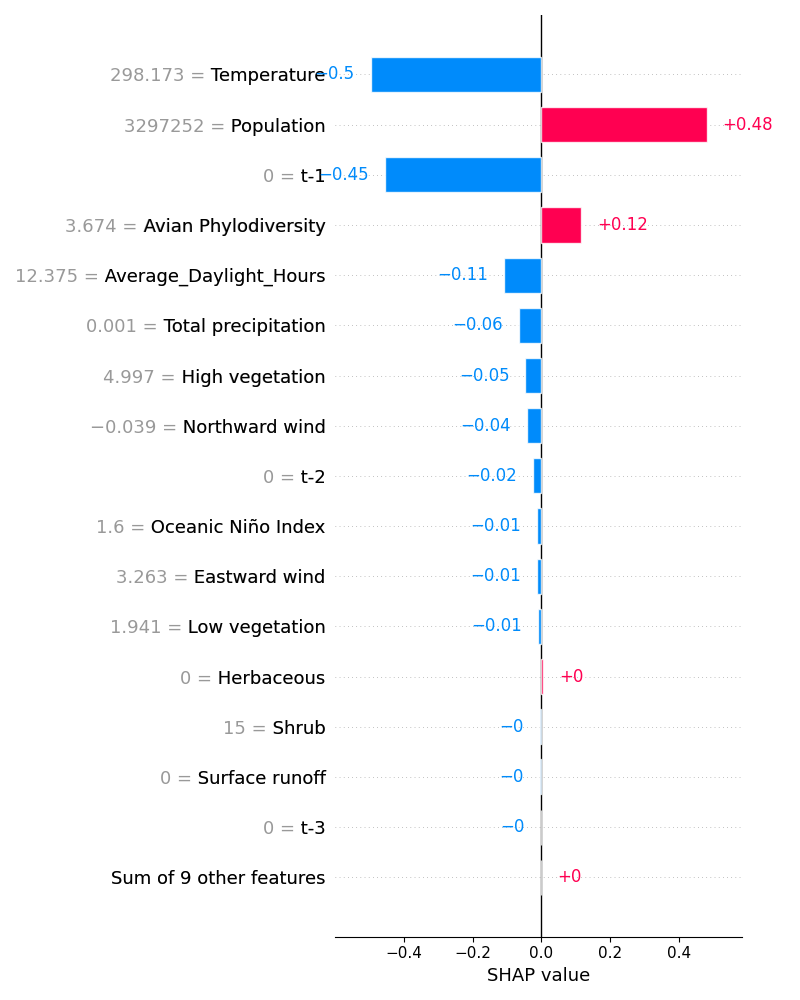 298.173 = Temperature −0.5
3297252 = Population +0.48
0 = t-1 −0.45
3.674 = Avian Phylodiversity +0.12
12.375 = Average_Daylight_Hours −0.11
0.001 = Total precipitation −0.06
4.997 = High vegetation −0.05
−0.039 = Northward wind −0.04
0 = t-2 −0.02
1.6 = Oceanic Niño Index −0.01
3.263 = Eastward wind −0.01
1.941 = Low vegetation −0.01
0 = Herbaceous +0
15 = Shrub −0
0 = Surface runoff −0
0 = t-3 −0
Sum of 9 other features +0
−0.4 −0.2 0.0 0.2 0.4
SHAP value